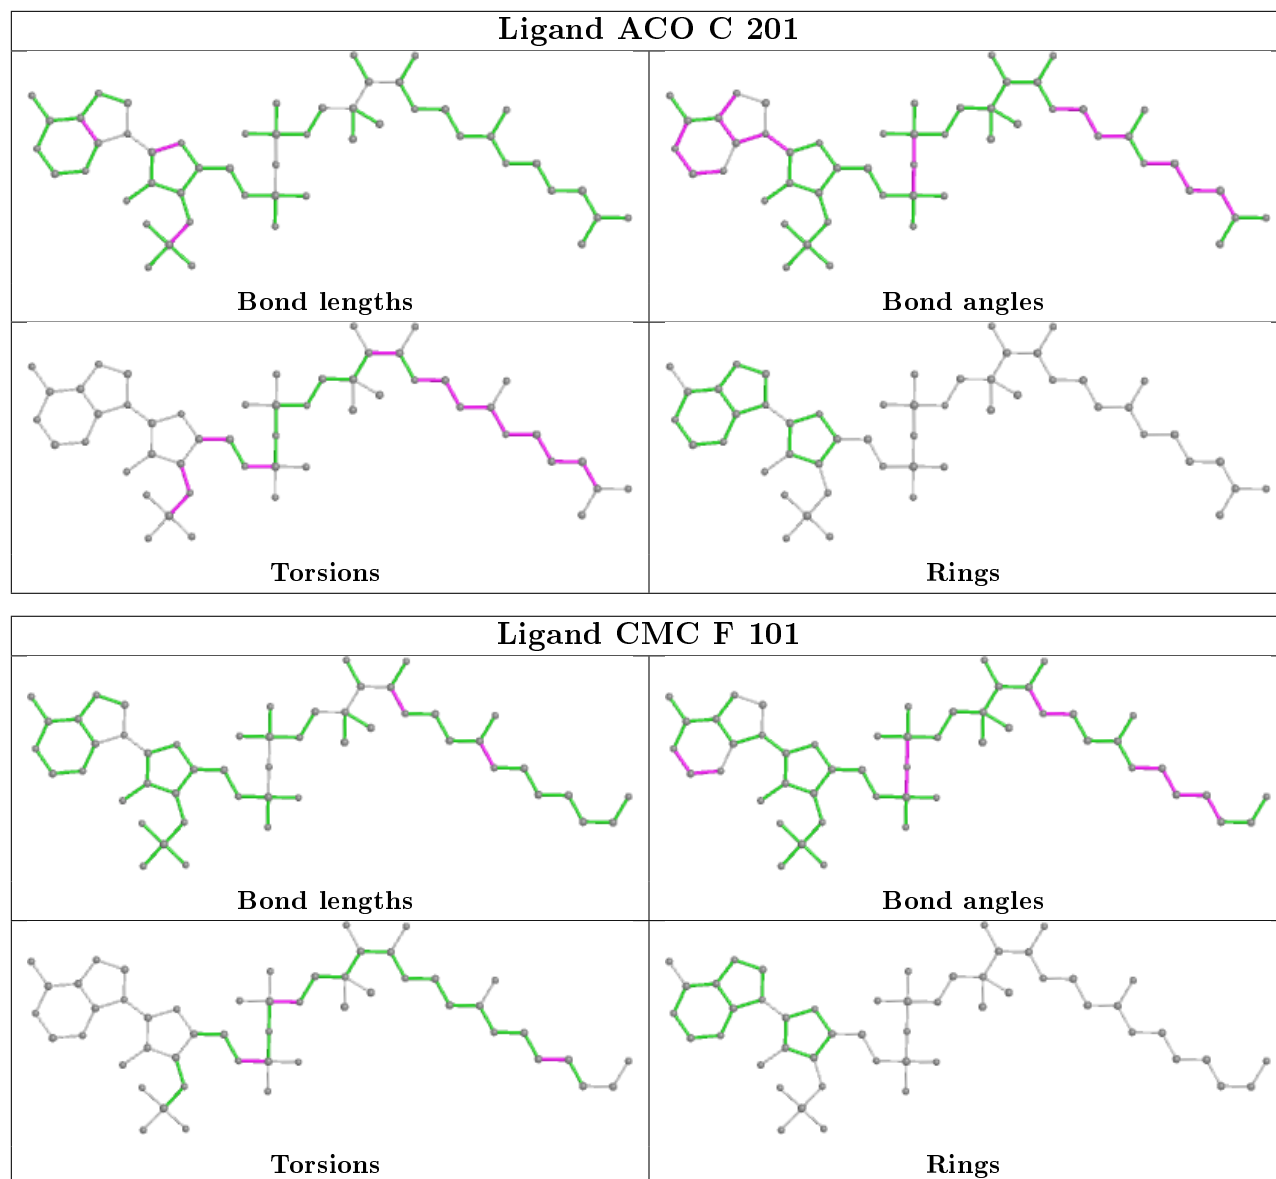 Ligand ACO C 201
Bond lengths
Bond angles
Torsions
Rings
Ligand CMC F 101
Bond lengths
Bond angles
Torsions
Rings